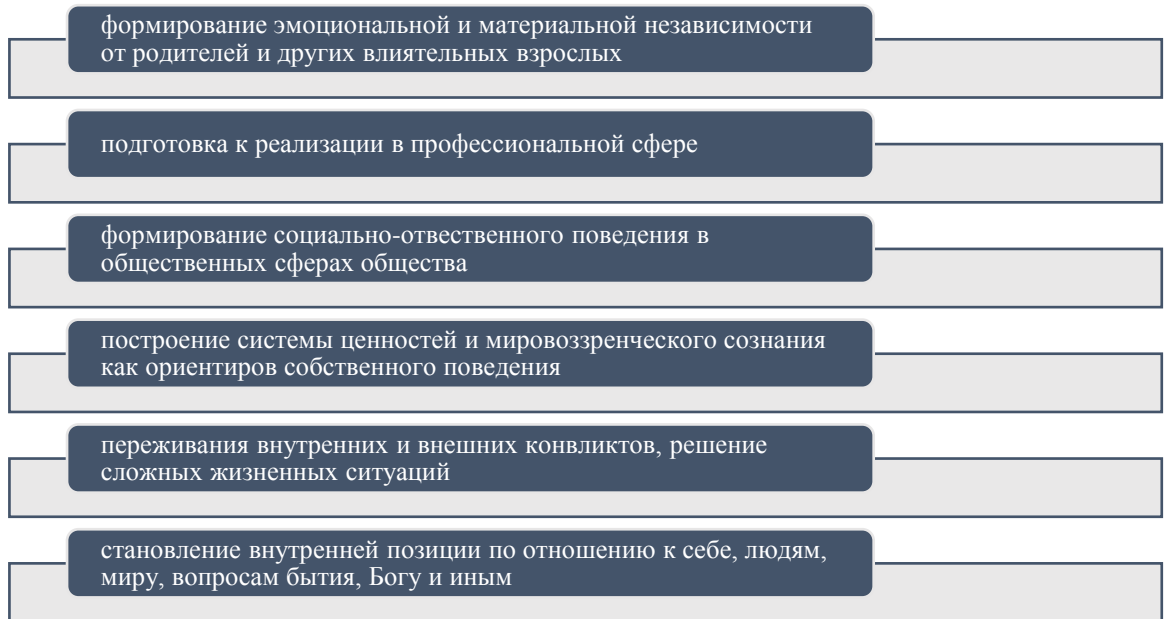 формирование эмоциональной и материальной независимости
от родителей и других влиятельных взрослых
подготовка к реализации в профессиональной сфере
формирование социально-отвественного поведения в
общественных сферах общества
построение системы ценностей и мировоззренческого сознания
как ориентиров собственного поведения
переживания внутренних и внешних конвликтов, решение
сложных жизненных ситуаций
становление внутренней позиции по отношению к себе, людям,
миру, вопросам бытия, Богу и иным